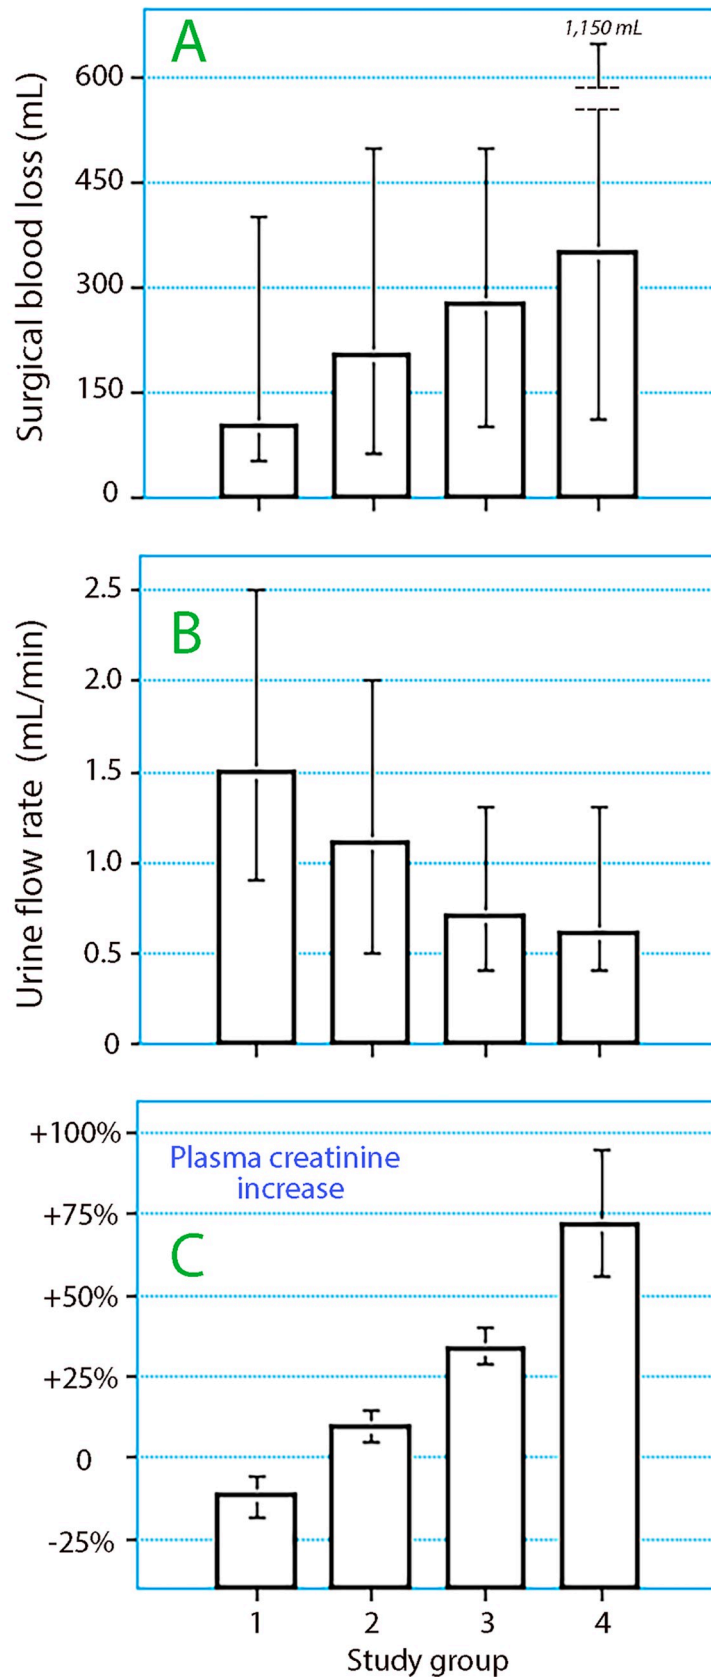 A
1,150 mL
Surgical blood loss (mL)
600
450
300
150
0
B
Urine flow rate (mL/min)
2.5
2.0
1.5
1.0
0.5
0
Plasma creatinine
increase
C
+100%
+75%
+50%
+25%
0
-25%
1 2 3 4
Study group